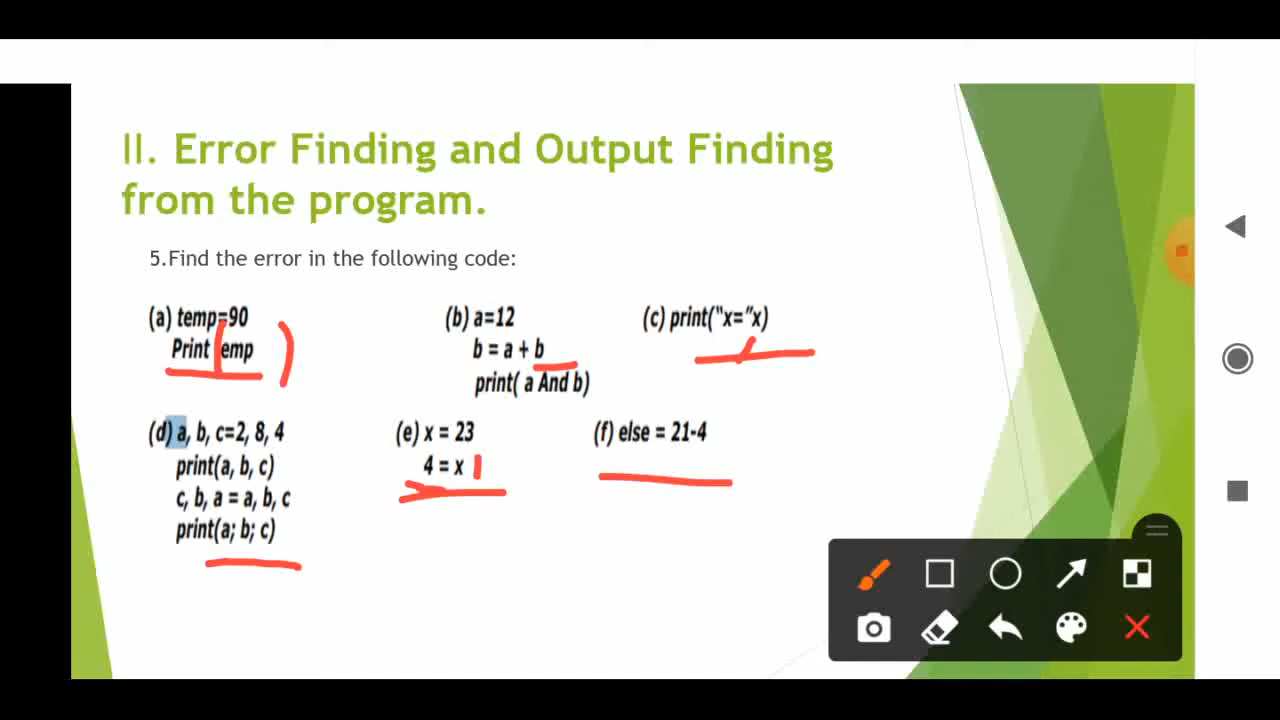 II. Error Finding and Output Finding
from the program.
5.Find the error in the following code:
(a) temp=90
Print temp
(b) a=12
b = a + b
print( a And b)
(c) print("x="x)
(d) a, b, c=2, 8, 4
print(a, b, c)
c, b, a = a, b, c
print(a; b; c)
(e) x = 23
4 = x
(f) else = 21-4